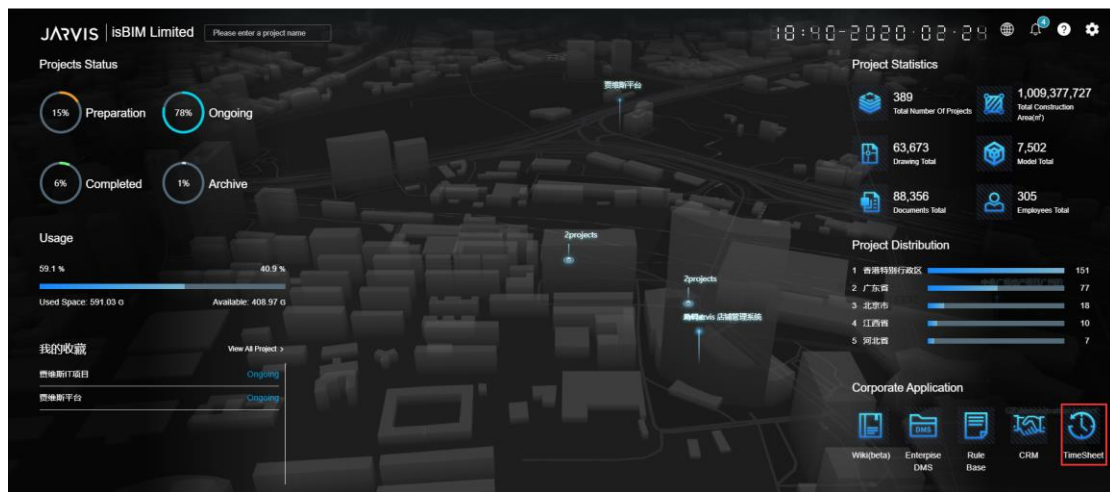 JARVIS isBIM Limited
Please enter a project name
18:40-2020-02-24
4
Projects Status
15% Preparation
78% Ongoing
6% Completed
1% Archive
Usage
59.1 %
40.9 %
Used Space: 591.03 G
Available: 408.97 G
我的收藏
View All Project >
贾维斯IT项目
Ongoing
贾维斯平台
Ongoing
贾维斯平台
2projects
2projects
店铺管理系统
Project Statistics
389
Total Number Of Projects
1,009,377,727
Total Construction
Area(㎡)
63,673
Drawing Total
7,502
Model Total
88,356
Documents Total
305
Employees Total
Project Distribution
1 香港特别行政区 151
2 广东省 77
3 北京市 18
4 江西省 10
5 河北省 7
Corporate Application
DMS
Wiki(beta)
Enterpise
DMS
Rule
Base
CRM
TimeSheet